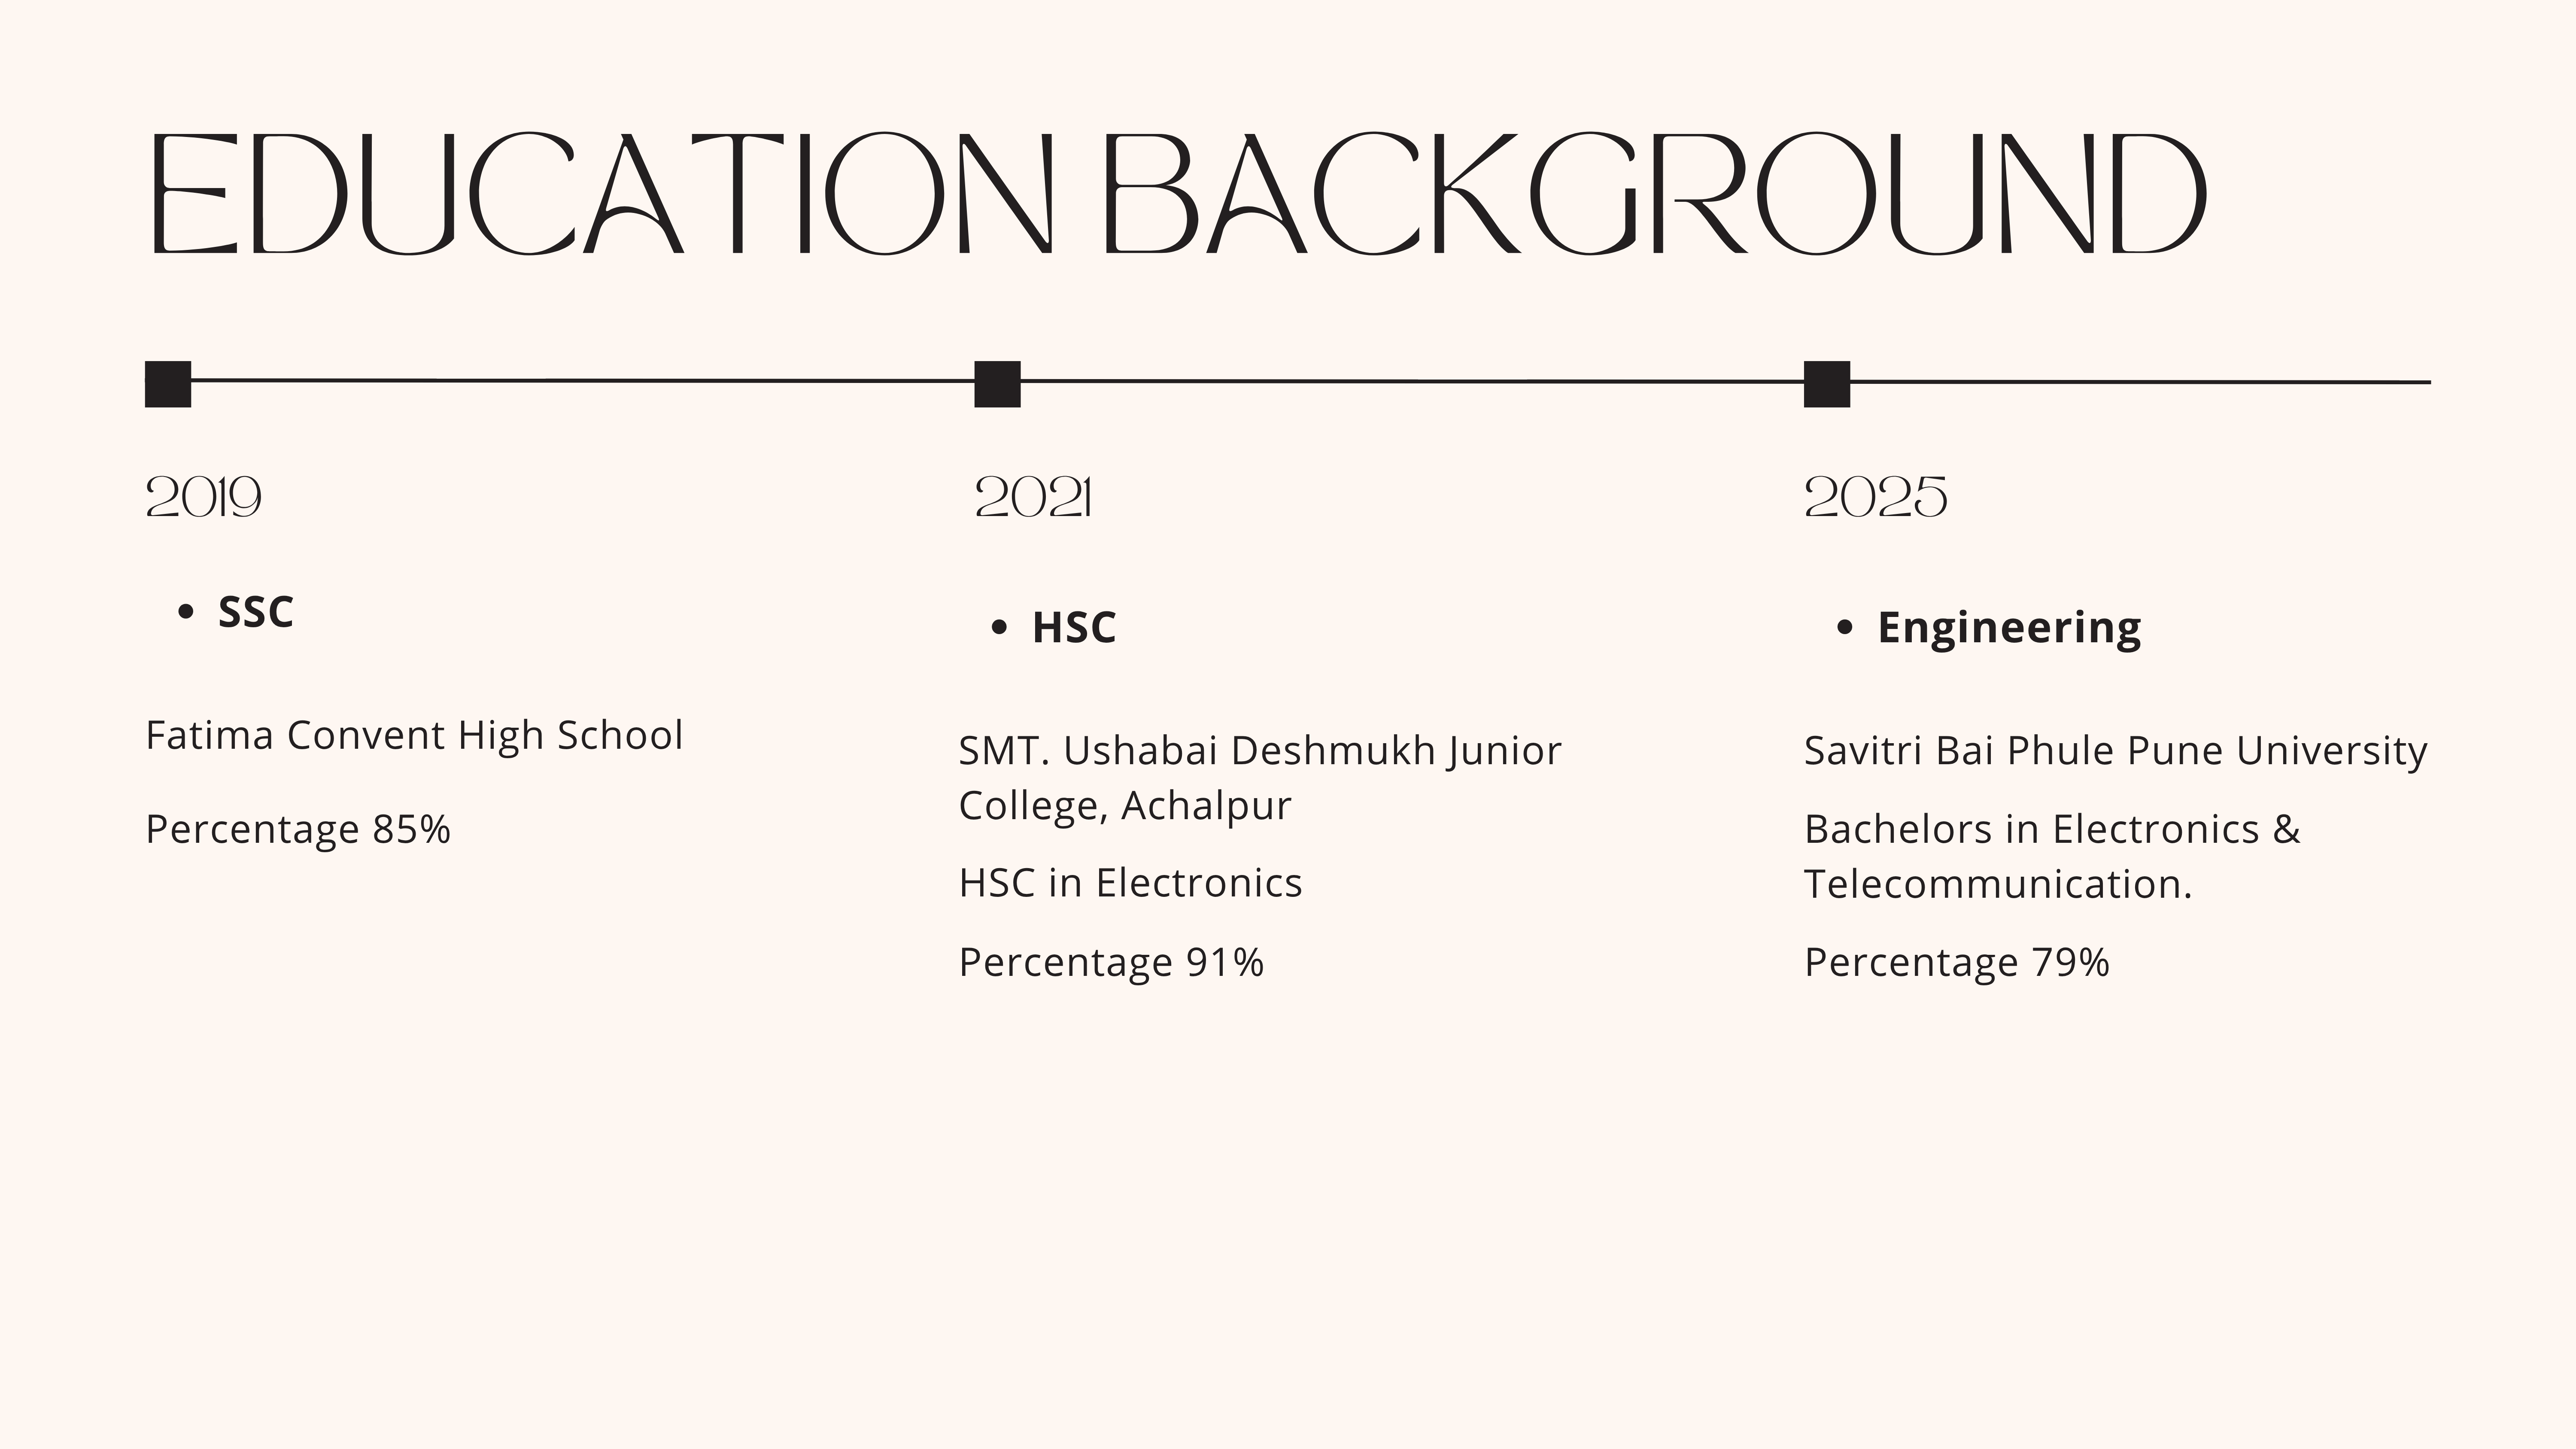 EDUCATION BACKGROUND
2019
• SSC
Fatima Convent High School
Percentage 85%
2021
• HSC
SMT. Ushabai Deshmukh Junior
College, Achalpur
HSC in Electronics
Percentage 91%
2025
• Engineering
Savitri Bai Phule Pune University
Bachelors in Electronics &
Telecommunication.
Percentage 79%